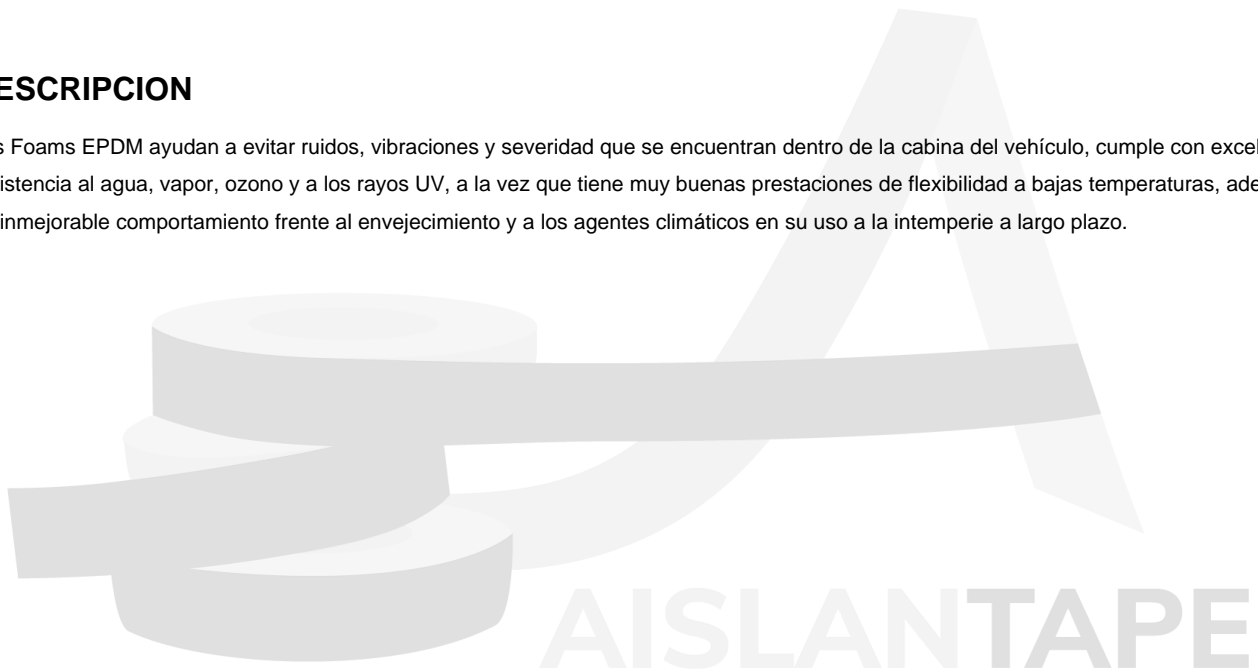 ESCRIPCION
s Foams EPDM ayudan a evitar ruidos, vibraciones y severidad que se encuentran dentro de la cabina del vehículo, cumple con excel
istencia al agua, vapor, ozono y a los rayos UV, a la vez que tiene muy buenas prestaciones de flexibilidad a bajas temperaturas, ade
inmejorable comportamiento frente al envejecimiento y a los agentes climáticos en su uso a la intemperie a largo plazo.
AISLANTAPE